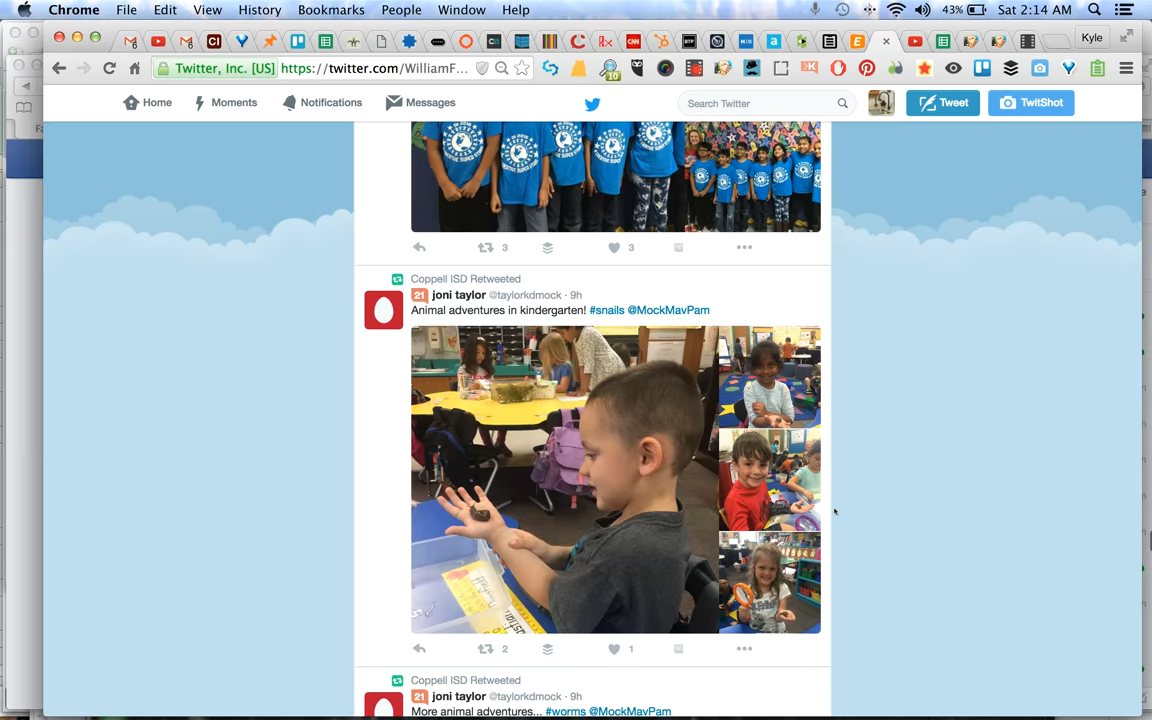 Chrome File Edit View History Bookmarks People Window Help 43% Sat 2:14 AM
Kyle
Twitter, Inc. [US] https://twitter.com/WilliamF...
Home Moments Notifications Messages Search Twitter Tweet TwitShot
3 3
Coppell ISD Retweeted
21 joni taylor @taylorkdmock · 9h
Animal adventures in kindergarten! #snails @MockMavPam
2 1
Coppell ISD Retweeted
21 joni taylor @taylorkdmock · 9h
More animal adventures... #worms @MockMavPam